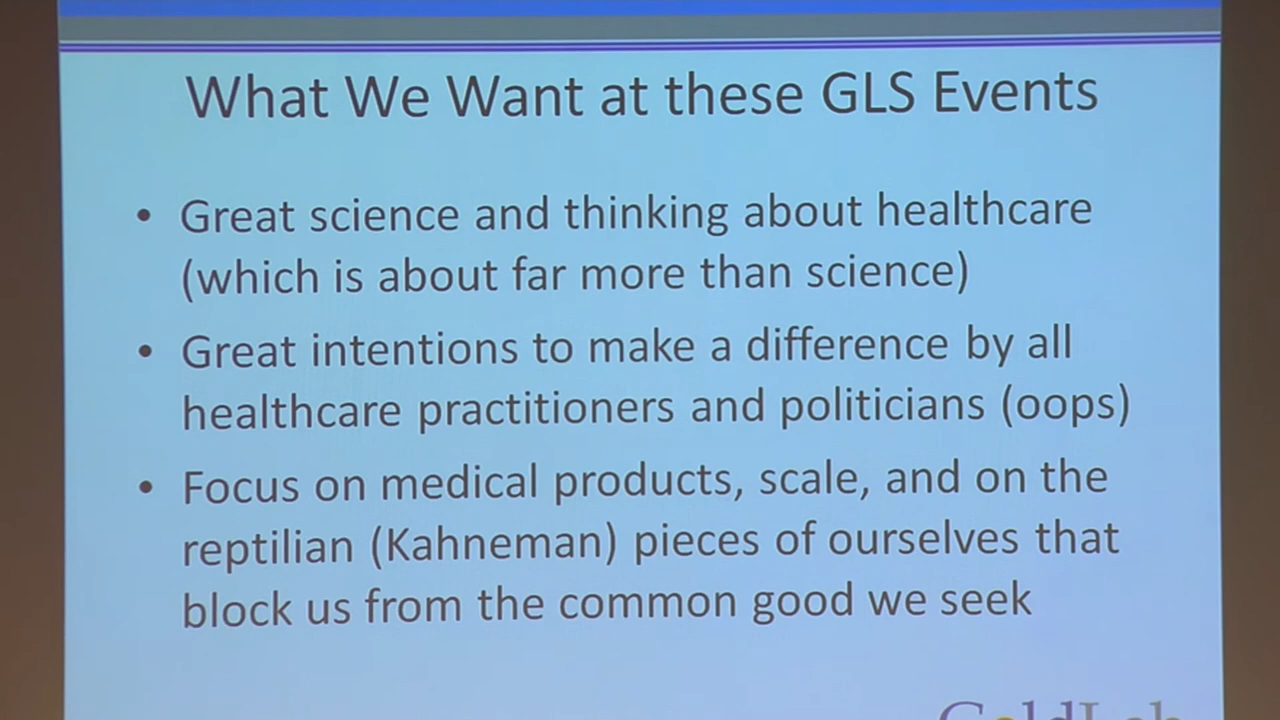 What We Want at these GLS Events
• Great science and thinking about healthcare
(which is about far more than science)
• Great intentions to make a difference by all
healthcare practitioners and politicians (oops)
• Focus on medical products, scale, and on the
reptilian (Kahneman) pieces of ourselves that
block us from the common good we seek
GoldLab